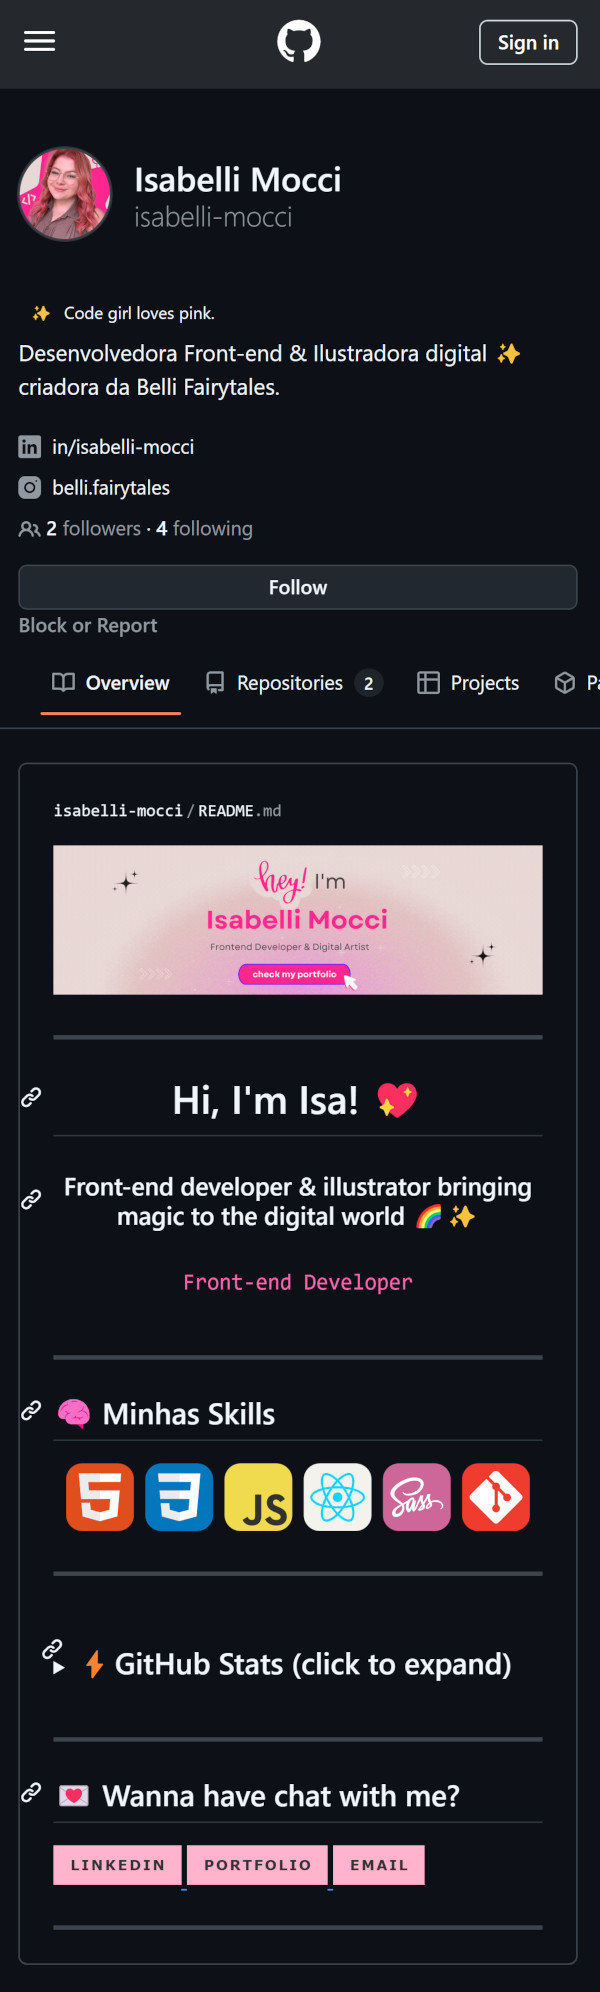 Sign in
Isabelli Mocci
isabelli-mocci
✨ Code girl loves pink.
Desenvolvedora Front-end & Ilustradora digital ✨
criadora da Belli Fairytales.
in/isabelli-mocci
belli.fairytales
2 followers · 4 following
Follow
Block or Report
Overview Repositories 2 Projects
isabelli-mocci/README.md
hey! I'm
Isabelli Mocci
Frontend Developer & Digital Artist
check my portfolio
Hi, I'm Isa! 💖
Front-end developer & illustrator bringing
magic to the digital world 🌈 ✨
Front-end Developer
🧠 Minhas Skills
JS Sass
⚡ GitHub Stats (click to expand)
💌 Wanna have chat with me?
LINKEDIN PORTFOLIO EMAIL